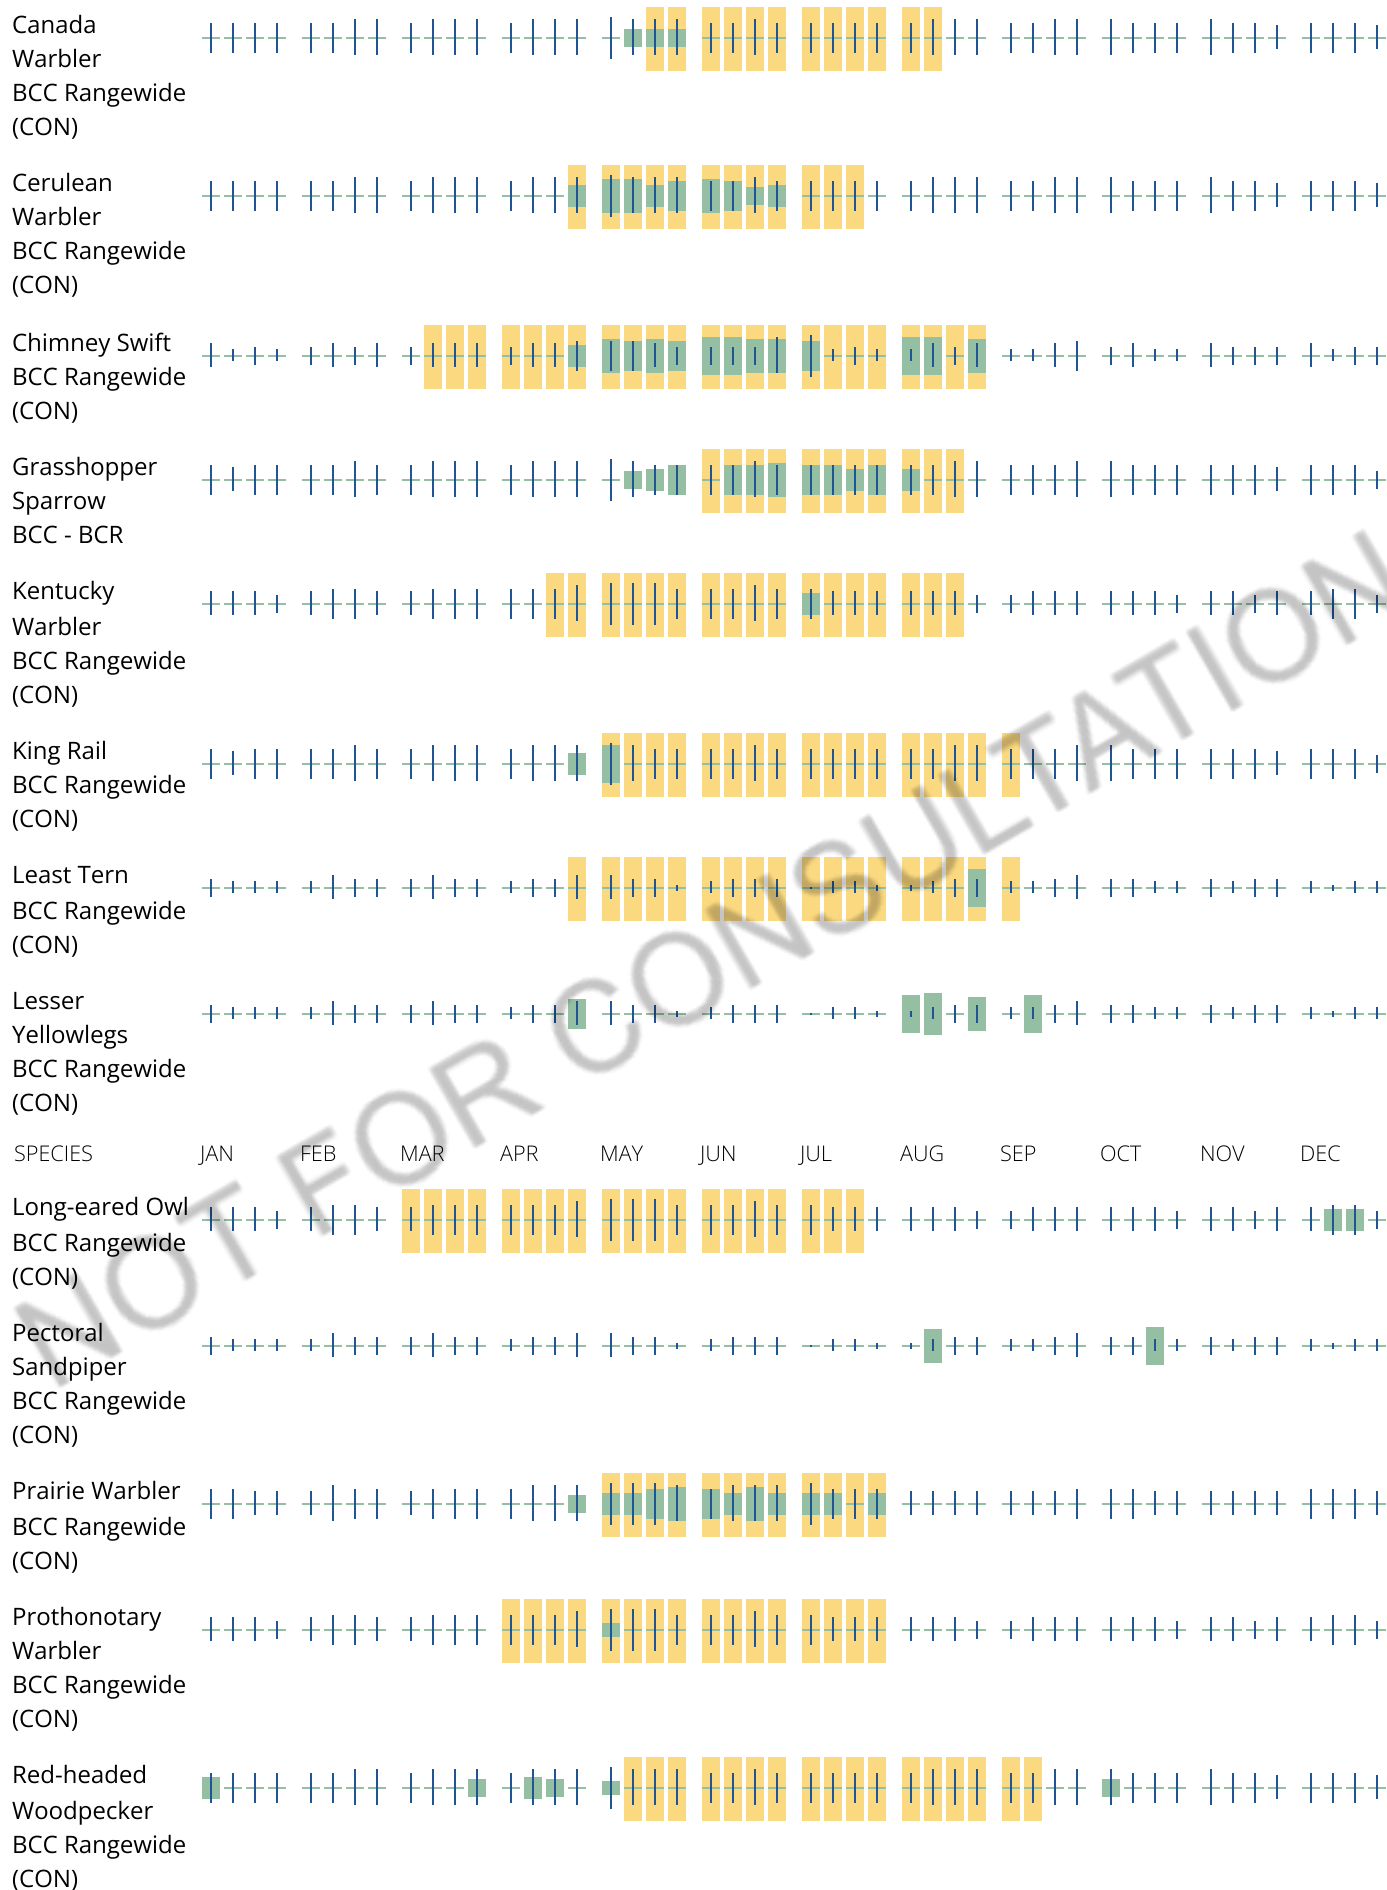 Canada
Warbler
BCC Rangewide
(CON)
Cerulean
Warbler
BCC Rangewide
(CON)
Chimney Swift
BCC Rangewide
(CON)
Grasshopper
Sparrow
BCC - BCR
Kentucky
Warbler
BCC Rangewide
(CON)
King Rail
BCC Rangewide
(CON)
Least Tern
BCC Rangewide
(CON)
Lesser
Yellowlegs
BCC Rangewide
(CON)
SPECIES JAN FEB MAR APR MAY JUN JUL AUG SEP OCT NOV DEC
Long-eared Owl
BCC Rangewide
(CON)
Pectoral
Sandpiper
BCC Rangewide
(CON)
Prairie Warbler
BCC Rangewide
(CON)
Prothonotary
Warbler
BCC Rangewide
(CON)
Red-headed
Woodpecker
BCC Rangewide
(CON)
NOT FOR CONSULTATION